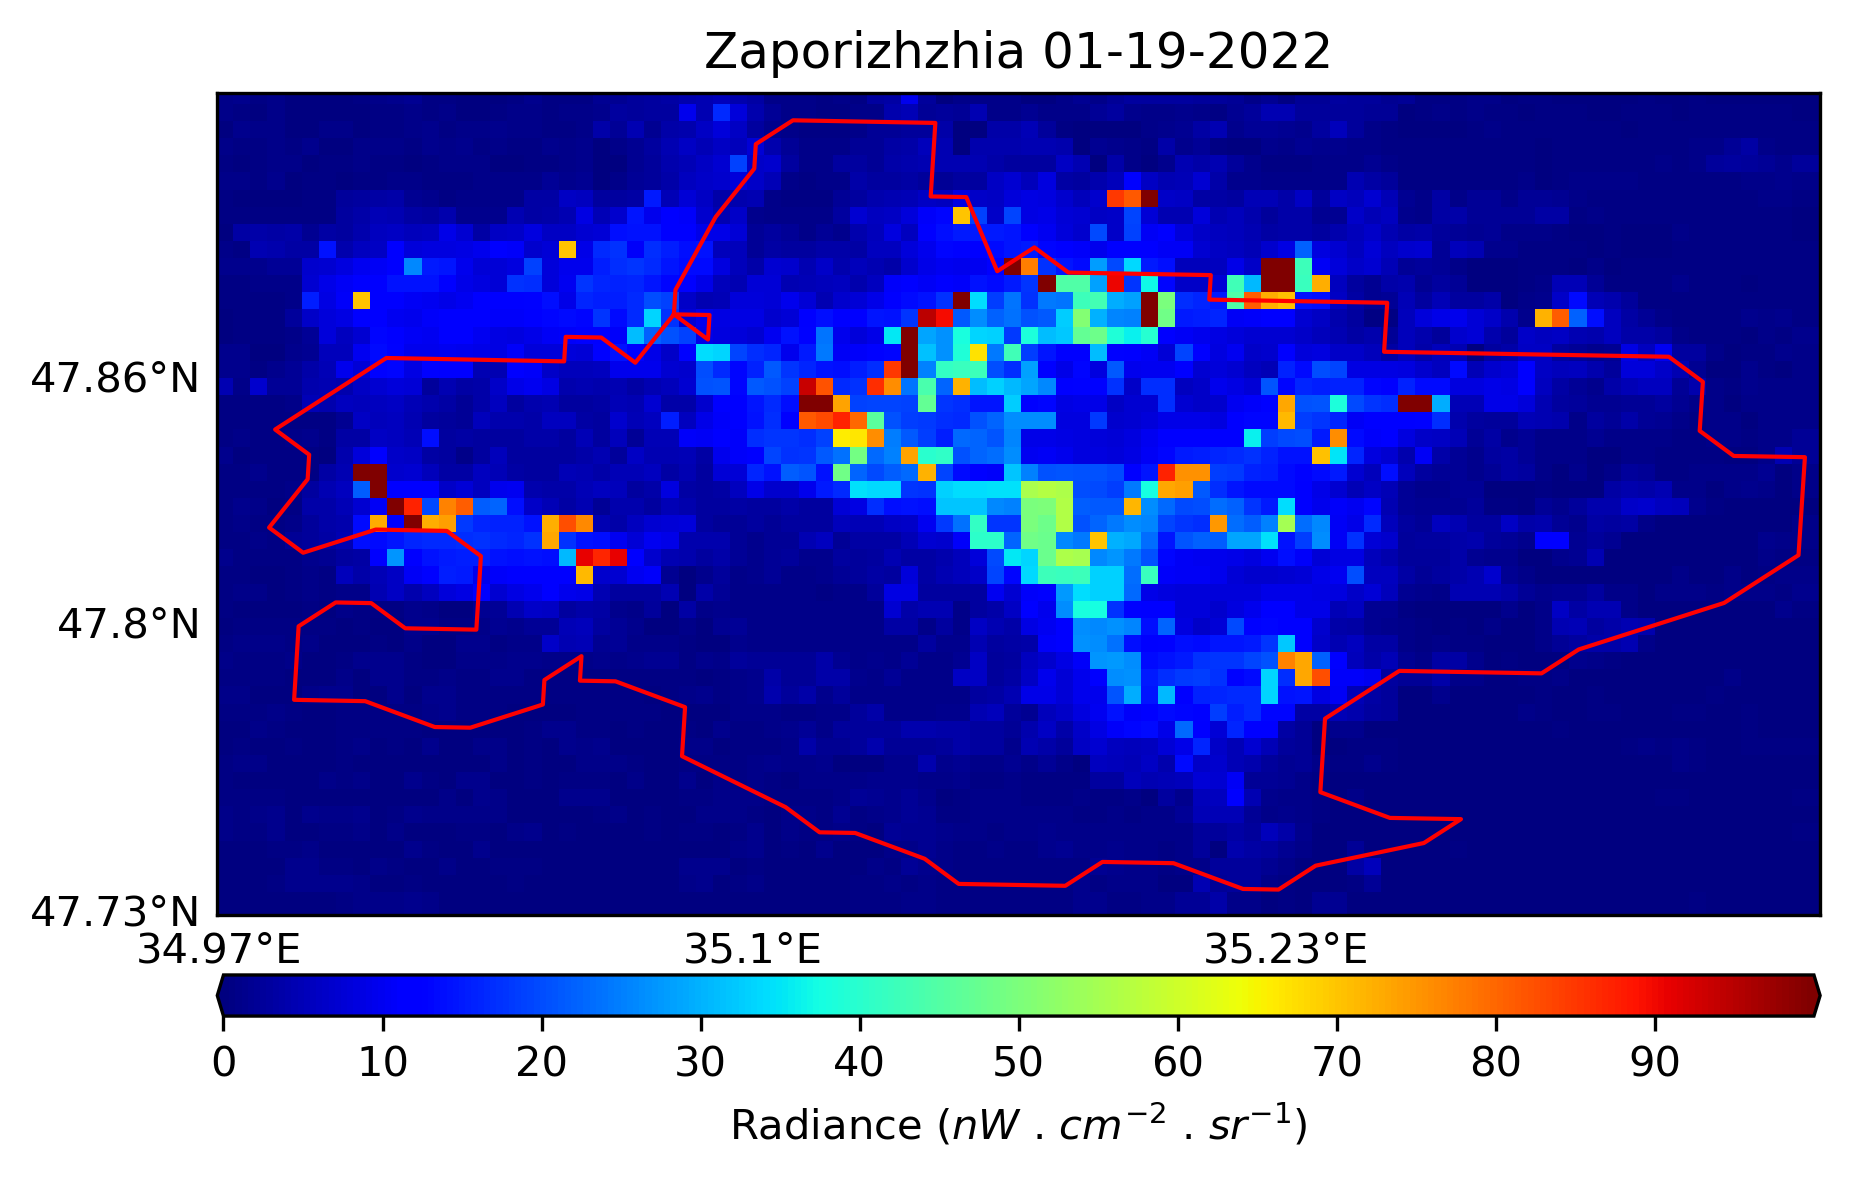 Zaporizhzhia 01-19-2022
47.86°N
47.8°N
47.73°N
34.97°E 35.1°E 35.23°E
0 10 20 30 40 50 60 70 80 90
Radiance (nW . cm⁻² . sr⁻¹)